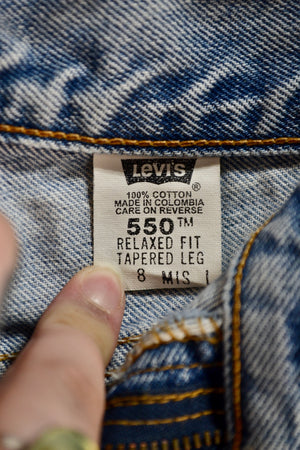 LEVI'S ®
100% COTTON
MADE IN COLOMBIA
CARE ON REVERSE
550™
RELAXED FIT
TAPERED LEG
8 MIS